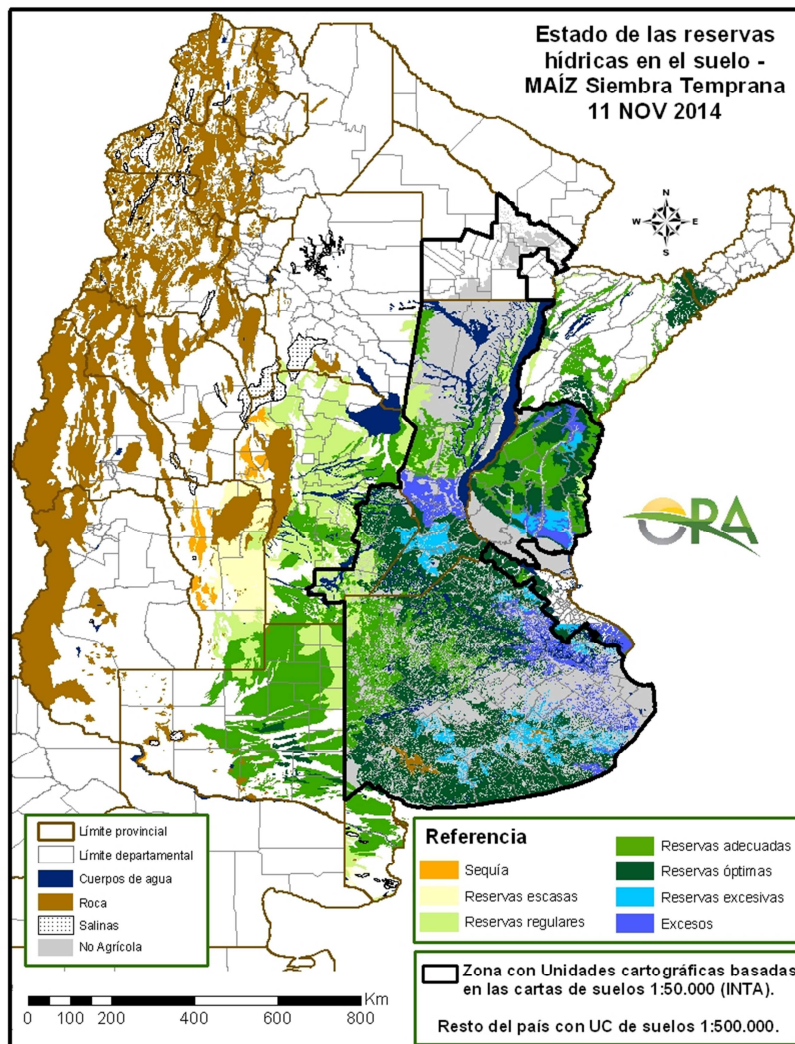 Estado de las reservas
hídricas en el suelo -
MAÍZ Siembra Temprana
11 NOV 2014
N
W E
S
ORA
Límite provincial
Límite departamental
Cuerpos de agua
Roca
Salinas
No Agrícola
Referencia
Sequía
Reservas escasas
Reservas regulares
Reservas adecuadas
Reservas óptimas
Reservas excesivas
Excesos
Zona con Unidades cartográficas basadas
en las cartas de suelos 1:50.000 (INTA).
Resto del país con UC de suelos 1:500.000.
0 50 100 200 400 600 800 Km